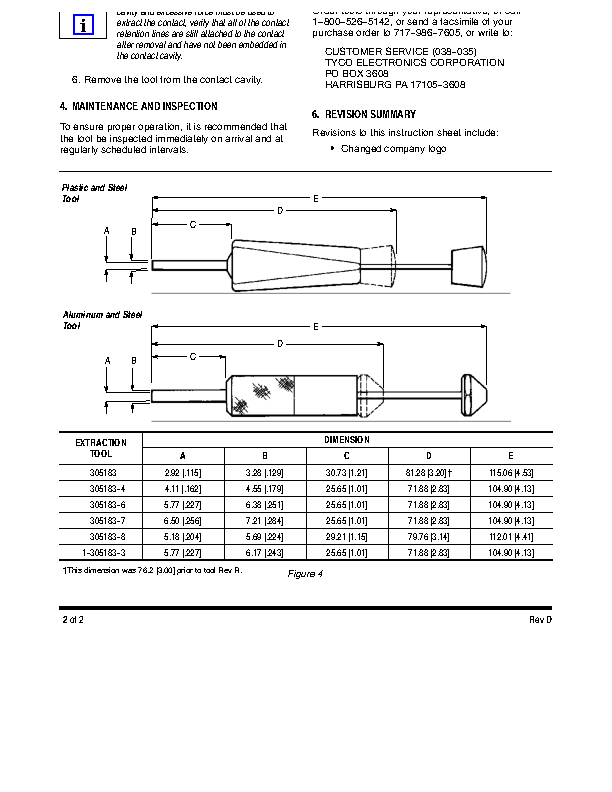 extract the contact, verify that all of the contact
retention lines are still attached to the contact
after removal and have not been embedded in
the contact cavity.
6. Remove the tool from the contact cavity.
4. MAINTENANCE AND INSPECTION
To ensure proper operation, it is recommended that
the tool be inspected immediately on arrival and at
regularly scheduled intervals.
1–800–526–5142, or send a facsimile of your
purchase order to 717–986–7605, or write to:
CUSTOMER SERVICE (038–035)
TYCO ELECTRONICS CORPORATION
PO BOX 3608
HARRISBURG PA 17105–3608
6. REVISION SUMMARY
Revisions to this instruction sheet include:
• Changed company logo
Plastic and Steel
Tool
E
D
C
A B
Aluminum and Steel
Tool
E
D
C
A B
EXTRACTION
TOOL
DIMENSION
A B C D E
305183 2.92 [.115] 3.28 [.129] 30.73 [1.21] 81.28 [3.20]† 115.06 [4.53]
305183–4 4.11 [.162] 4.55 [.179] 25.65 [1.01] 71.88 [2.83] 104.90 [4.13]
305183–6 5.77 [.227] 6.38 [.251] 25.65 [1.01] 71.88 [2.83] 104.90 [4.13]
305183–7 6.50 [.256] 7.21 [.284] 25.65 [1.01] 71.88 [2.83] 104.90 [4.13]
305183–8 5.18 [.204] 5.69 [.224] 29.21 [1.15] 79.76 [3.14] 112.01 [4.41]
1-305183–3 5.77 [.227] 6.17 [.243] 25.65 [1.01] 71.88 [2.83] 104.90 [4.13]
†This dimension was 76.2 [3.00] prior to tool Rev R.
Figure 4
2 of 2
Rev D